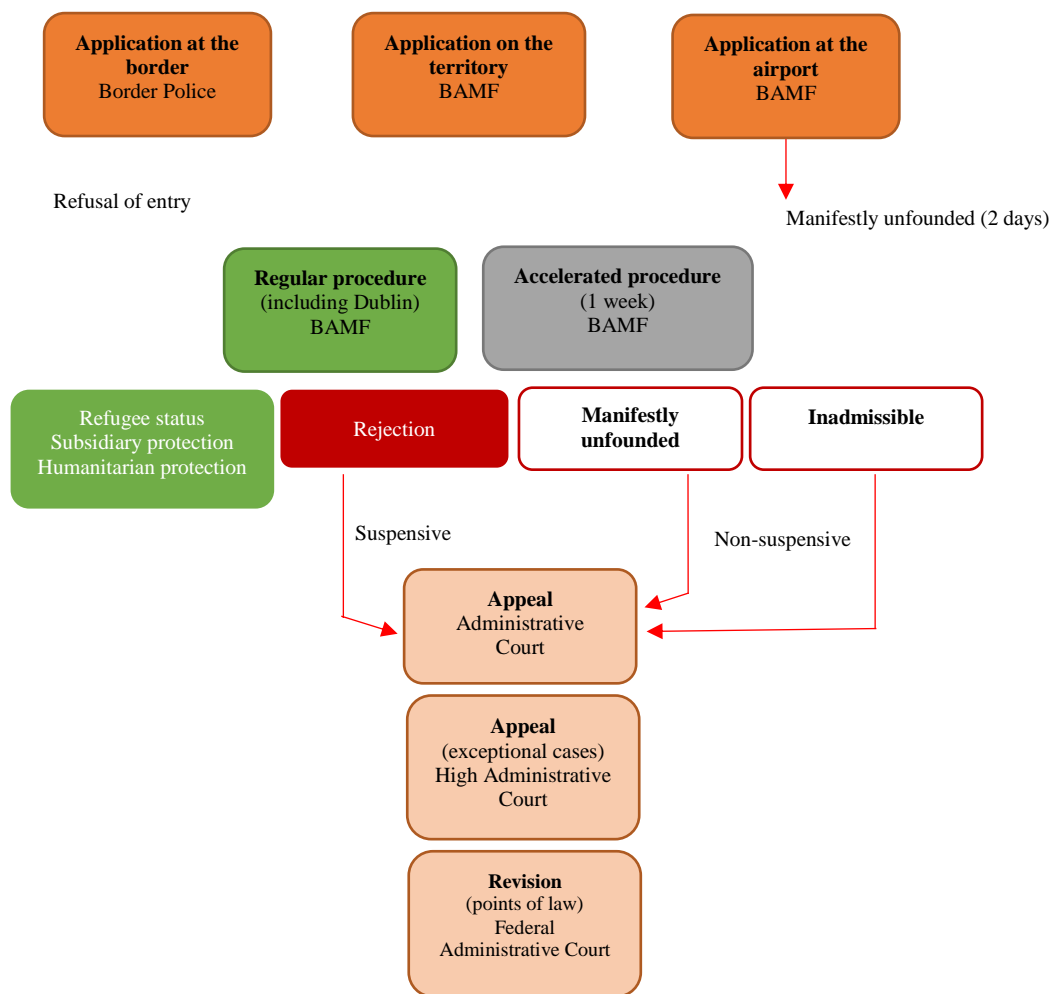 Application at the
border
Border Police
Application on the
territory
BAMF
Application at the
airport
BAMF
Refusal of entry
Manifestly unfounded (2 days)
Regular procedure
(including Dublin)
BAMF
Accelerated procedure
(1 week)
BAMF
Refugee status
Subsidiary protection
Humanitarian protection
Rejection
Manifestly
unfounded
Inadmissible
Suspensive
Non-suspensive
Appeal
Administrative
Court
Appeal
(exceptional cases)
High Administrative
Court
Revision
(points of law)
Federal
Administrative Court